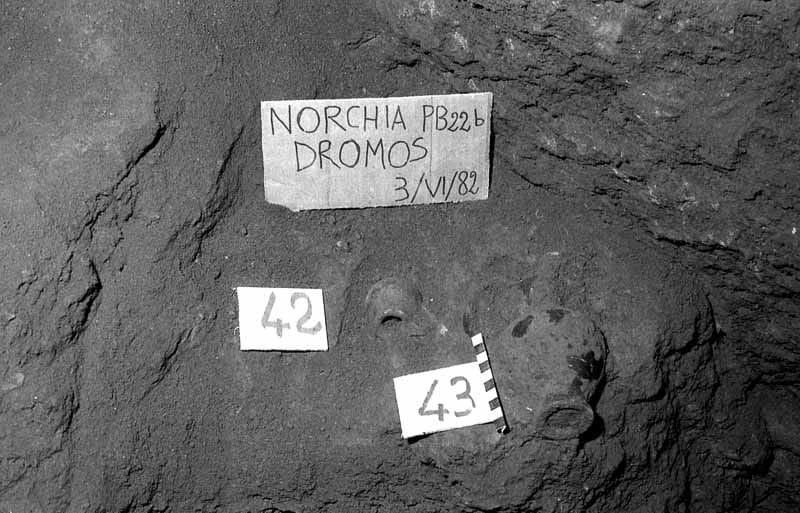 NORCHIA PB22b
DROMOS
3/VI/82
42
43